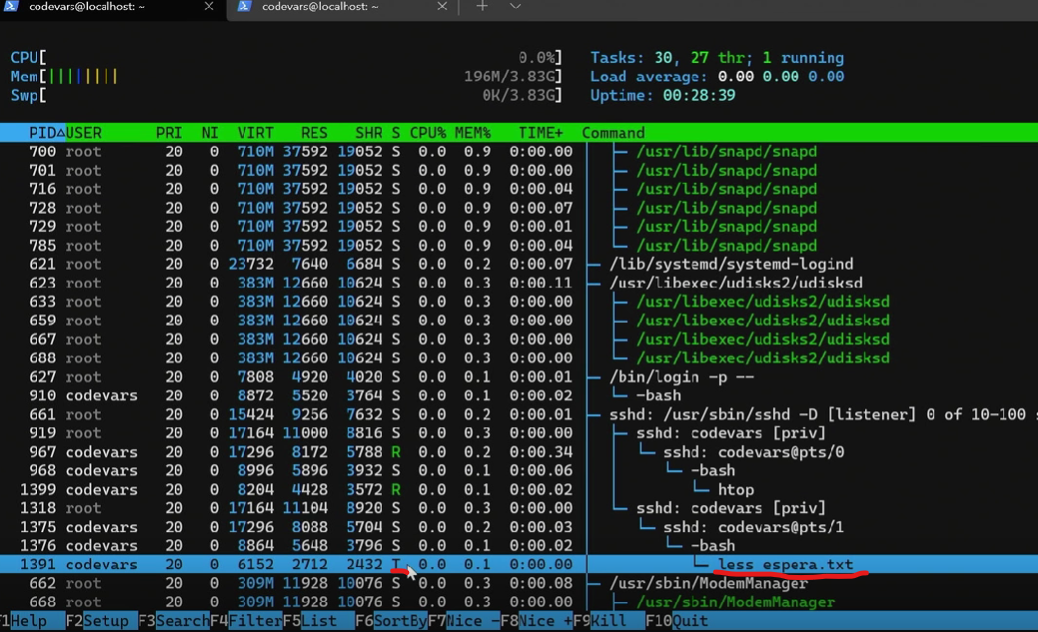 codevars@localhost: ~ × codevars@localhost: ~ × +
CPU[ 0.0%] Tasks: 30, 27 thr; 1 running
Mem[||||||||| 196M/3.83G] Load average: 0.00 0.00 0.00
Swp[ 0K/3.83G] Uptime: 00:28:39
PID△USER PRI NI VIRT RES SHR S CPU% MEM% TIME+ Command
700 root 20 0 710M 37592 19052 S 0.0 0.9 0:00.00 │ ├─ /usr/lib/snapd/snapd
701 root 20 0 710M 37592 19052 S 0.0 0.9 0:00.00 │ ├─ /usr/lib/snapd/snapd
716 root 20 0 710M 37592 19052 S 0.0 0.9 0:00.04 │ ├─ /usr/lib/snapd/snapd
728 root 20 0 710M 37592 19052 S 0.0 0.9 0:00.07 │ ├─ /usr/lib/snapd/snapd
729 root 20 0 710M 37592 19052 S 0.0 0.9 0:00.01 │ ├─ /usr/lib/snapd/snapd
785 root 20 0 710M 37592 19052 S 0.0 0.9 0:00.04 │ └─ /usr/lib/snapd/snapd
621 root 20 0 23732 7640 6684 S 0.0 0.2 0:00.07 ├─ /lib/systemd/systemd-logind
623 root 20 0 383M 12660 10624 S 0.0 0.3 0:00.11 ├─ /usr/libexec/udisks2/udisksd
633 root 20 0 383M 12660 10624 S 0.0 0.3 0:00.00 │ ├─ /usr/libexec/udisks2/udisksd
659 root 20 0 383M 12660 10624 S 0.0 0.3 0:00.00 │ ├─ /usr/libexec/udisks2/udisksd
667 root 20 0 383M 12660 10624 S 0.0 0.3 0:00.00 │ ├─ /usr/libexec/udisks2/udisksd
688 root 20 0 383M 12660 10624 S 0.0 0.3 0:00.00 │ └─ /usr/libexec/udisks2/udisksd
627 root 20 0 7808 4920 4020 S 0.0 0.1 0:00.01 ├─ /bin/login -p --
910 codevars 20 0 8872 5520 3764 S 0.0 0.1 0:00.02 │ └─ -bash
661 root 20 0 15424 9256 7632 S 0.0 0.2 0:00.01 ├─ sshd: /usr/sbin/sshd -D [listener] 0 of 10-100 s
919 root 20 0 17164 11000 8816 S 0.0 0.3 0:00.00 │ ├─ sshd: codevars [priv]
967 codevars 20 0 17296 8172 5788 R 0.0 0.2 0:00.34 │ │ └─ sshd: codevars@pts/0
968 codevars 20 0 8996 5896 3932 S 0.0 0.1 0:00.06 │ │ └─ -bash
1399 codevars 20 0 8204 4428 3572 R 0.0 0.1 0:00.02 │ │ └─ htop
1318 root 20 0 17164 11104 8920 S 0.0 0.3 0:00.00 │ └─ sshd: codevars [priv]
1375 codevars 20 0 17296 8088 5704 S 0.0 0.2 0:00.03 │ └─ sshd: codevars@pts/1
1376 codevars 20 0 8864 5648 3796 S 0.0 0.1 0:00.02 │ └─ -bash
1391 codevars 20 0 6152 2712 2432 T 0.0 0.1 0:00.00 │ └─ less espera.txt
662 root 20 0 309M 11928 10076 S 0.0 0.3 0:00.08 ├─ /usr/sbin/ModemManager
668 root 20 0 309M 11928 10076 S 0.0 0.3 0:00.00 │ ├─ /usr/sbin/ModemManager
F1Help F2Setup F3SearchF4FilterF5List F6SortByF7Nice -F8Nice +F9Kill F10Quit